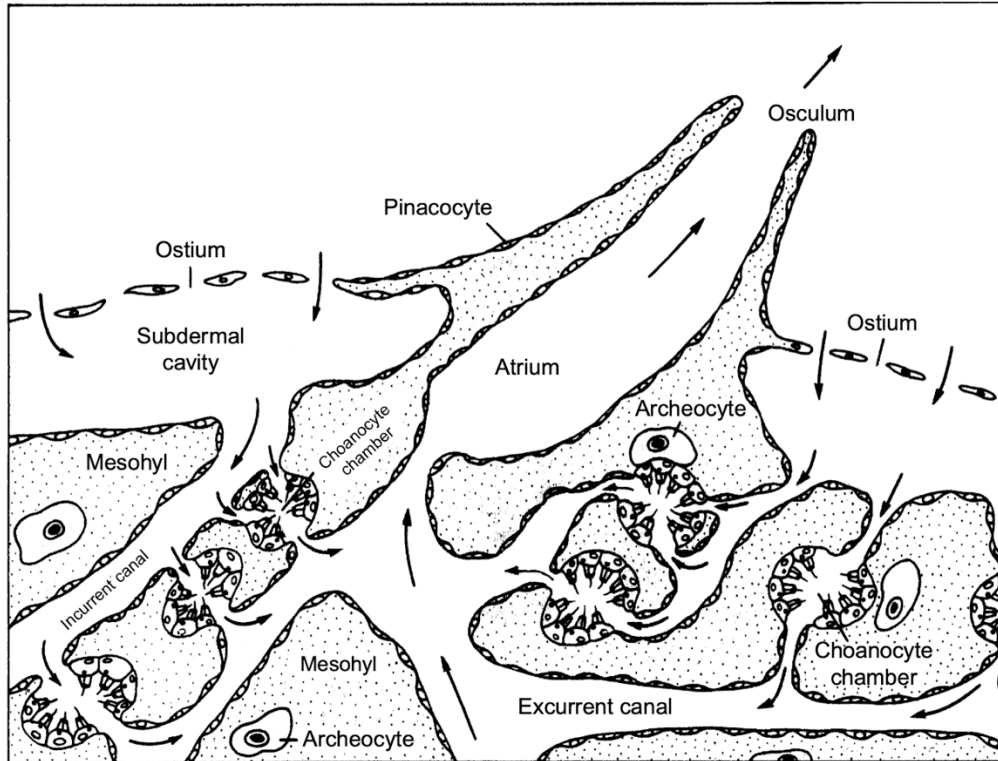 Osculum
Pinacocyte
Ostium
Subdermal
cavity
Ostium
Atrium
Archeocyte
Choanocyte
chamber
Mesohyl
Incurrent canal
Mesohyl
Choanocyte
chamber
Excurrent canal
Archeocyte